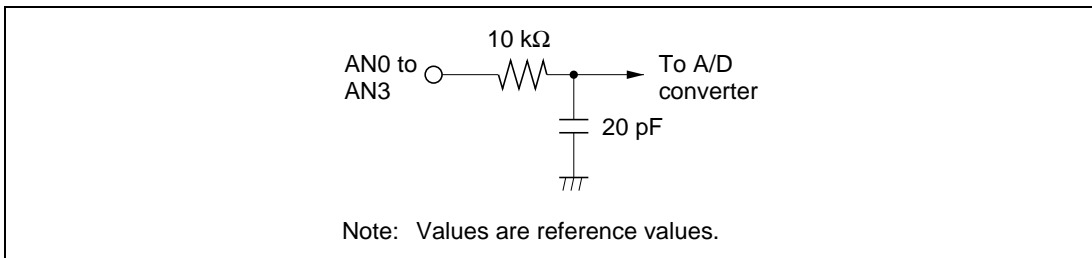 10 kΩ
AN0 to
AN3
To A/D
converter
20 pF
Note: Values are reference values.